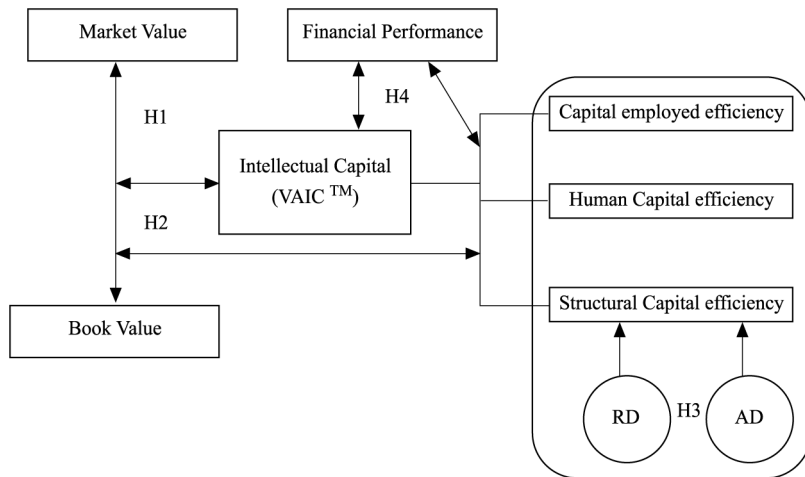 Market Value
Financial Performance
H1
H4
Capital employed efficiency
Intellectual Capital
(VAIC TM)
Human Capital efficiency
H2
Structural Capital efficiency
Book Value
RD
H3
AD